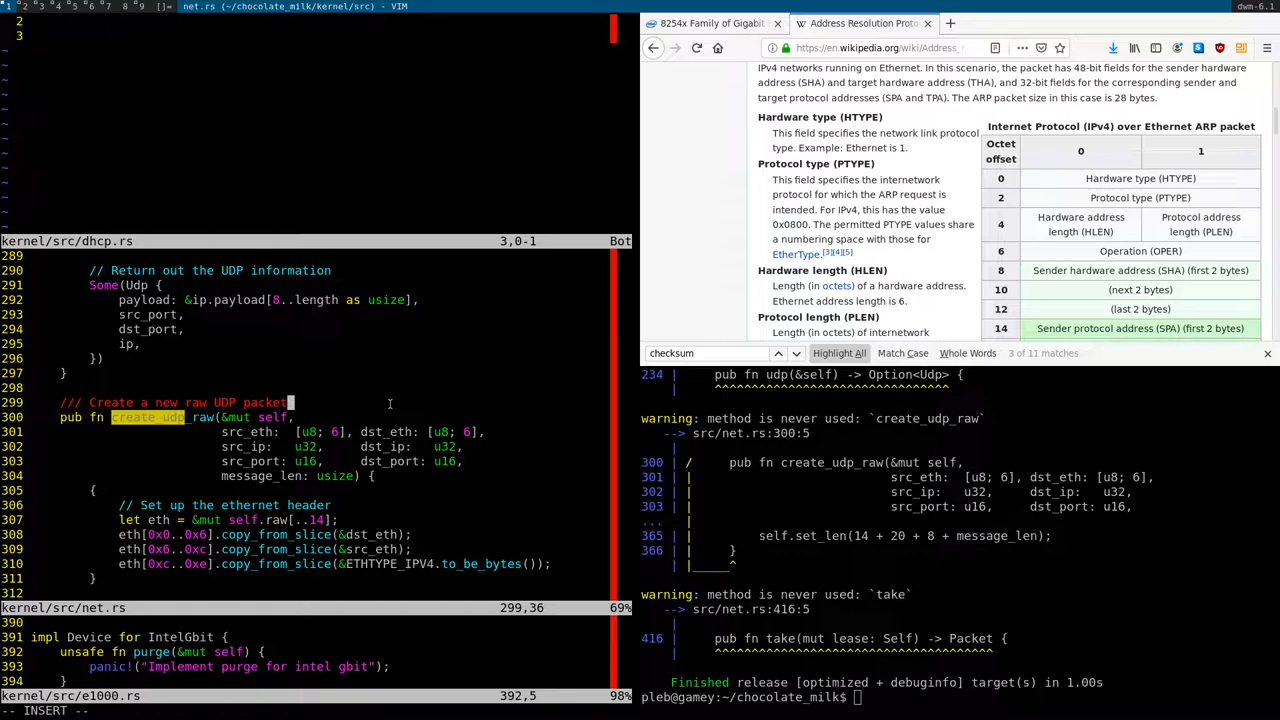 1 2 3 4 5 6 7 8 9 []= net.rs (~/chocolate_milk/kernel/src) - VIM dwm-6.1
2
3
~
~
~
~
~
~
~
~
~
~
~
~
~
kernel/src/dhcp.rs 3,0-1 Bot
289
290 // Return out the UDP information
291 Some(Udp {
292 payload: &ip.payload[8..length as usize],
293 src_port,
294 dst_port,
295 ip,
296 })
297 }
298
299 /// Create a new raw UDP packet
300 pub fn create_udp_raw(&mut self,
301 src_eth: [u8; 6], dst_eth: [u8; 6],
302 src_ip: u32, dst_ip: u32,
303 src_port: u16, dst_port: u16,
304 message_len: usize) {
305 {
306 // Set up the ethernet header
307 let eth = &mut self.raw[..14];
308 eth[0x0..0x6].copy_from_slice(&dst_eth);
309 eth[0x6..0xc].copy_from_slice(&src_eth);
310 eth[0xc..0xe].copy_from_slice(&ETHTYPE_IPV4.to_be_bytes());
311 }
312
kernel/src/net.rs 299,36 69%
390
391 impl Device for IntelGbit {
392 unsafe fn purge(&mut self) {
393 panic!("Implement purge for intel gbit");
394 }
kernel/src/e1000.rs 392,5 98%
-- INSERT --
8254x Family of Gigabit
Address Resolution Proto
https://en.wikipedia.org/wiki/Address_
IPv4 networks running on Ethernet. In this scenario, the packet has 48-bit fields for the sender hardware
address (SHA) and target hardware address (THA), and 32-bit fields for the corresponding sender and
target protocol addresses (SPA and TPA). The ARP packet size in this case is 28 bytes.
Hardware type (HTYPE)
This field specifies the network link protocol
type. Example: Ethernet is 1.
Protocol type (PTYPE)
This field specifies the internetwork
protocol for which the ARP request is
intended. For IPv4, this has the value
0x0800. The permitted PTYPE values share
a numbering space with those for
EtherType.[3][4][5]
Hardware length (HLEN)
Length (in octets) of a hardware address.
Ethernet address length is 6.
Protocol length (PLEN)
Length (in octets) of internetwork
Internet Protocol (IPv4) over Ethernet ARP packet
Octet offset 0 1
0 Hardware type (HTYPE)
2 Protocol type (PTYPE)
4 Hardware address length (HLEN) Protocol address length (PLEN)
6 Operation (OPER)
8 Sender hardware address (SHA) (first 2 bytes)
10 (next 2 bytes)
12 (last 2 bytes)
14 Sender protocol address (SPA) (first 2 bytes)
checksum Highlight All Match Case Whole Words 3 of 11 matches
234 | pub fn udp(&self) -> Option<Udp> {
| ^^^^^^^^^^^^^^^^^^^^^^^^^^^^^^^^
warning: method is never used: `create_udp_raw`
--> src/net.rs:300:5
|
300 | / pub fn create_udp_raw(&mut self,
301 | | src_eth: [u8; 6], dst_eth: [u8; 6],
302 | | src_ip: u32, dst_ip: u32,
303 | | src_port: u16, dst_port: u16,
... |
365 | | self.set_len(14 + 20 + 8 + message_len);
366 | | }
| |_____^
warning: method is never used: `take`
--> src/net.rs:416:5
|
416 | pub fn take(mut lease: Self) -> Packet {
| ^^^^^^^^^^^^^^^^^^^^^^^^^^^^^^^^^^^^^^
Finished release [optimized + debuginfo] target(s) in 1.00s
pleb@gamey:~/chocolate_milk$